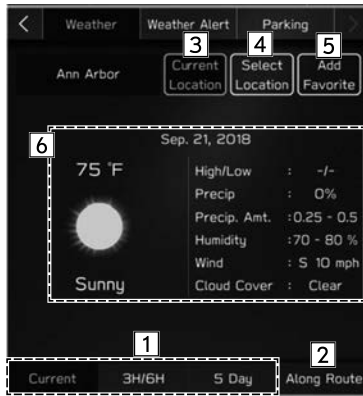 Weather Weather Alert Parking
3 4 5
Ann Arbor Current Location Select Location Add Favorite
6
Sep. 21, 2018
75 °F
Sunny
High/Low : -/-
Precip : 0%
Precip. Amt. :0.25 - 0.5
Humidity :70 - 80 %
Wind : S 10 mph
Cloud Cover : Clear
1 2
Current 3H/6H 5 Day Along Route